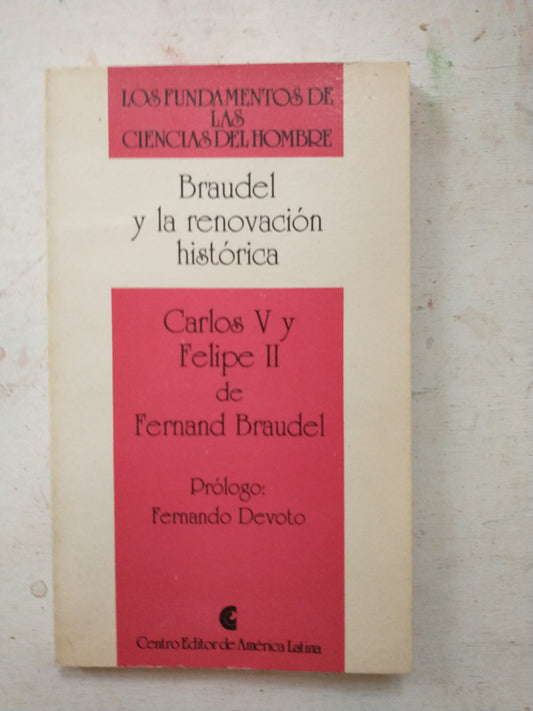 LOS FUNDAMENTOS DE
LAS
CIENCIAS DEL HOMBRE
Braudel
y la renovación
histórica
Carlos V y
Felipe II
de
Fernand Braudel
Prólogo:
Fernando Devoto
Centro Editor de América Latina